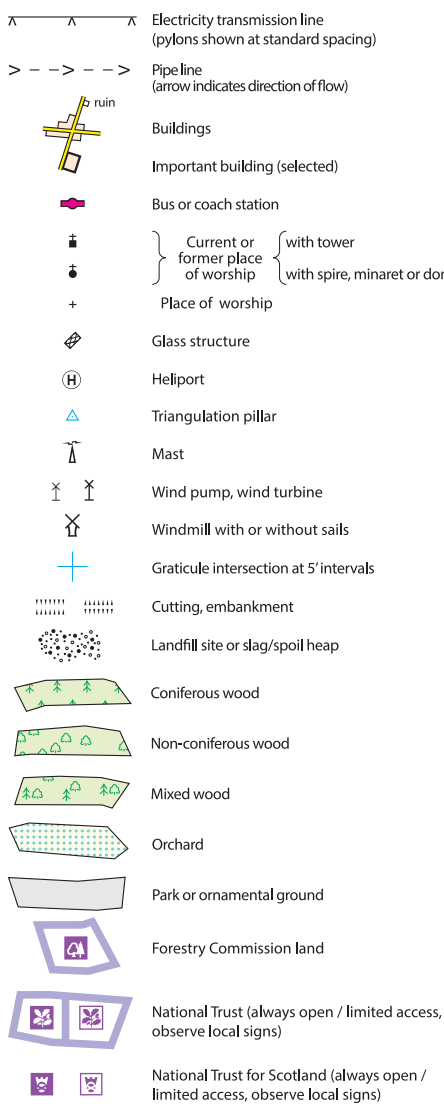 Electricity transmission line
(pylons shown at standard spacing)
Pipe line
(arrow indicates direction of flow)
ruin
Buildings
Important building (selected)
Bus or coach station
Current or
former place
of worship
with tower
with spire, minaret or dor
Place of worship
Glass structure
H
Heliport
Triangulation pillar
Mast
Wind pump, wind turbine
Windmill with or without sails
Graticule intersection at 5′ intervals
Cutting, embankment
Landfill site or slag/spoil heap
Coniferous wood
Non-coniferous wood
Mixed wood
Orchard
Park or ornamental ground
Forestry Commission land
National Trust (always open / limited access,
observe local signs)
National Trust for Scotland (always open /
limited access, observe local signs)